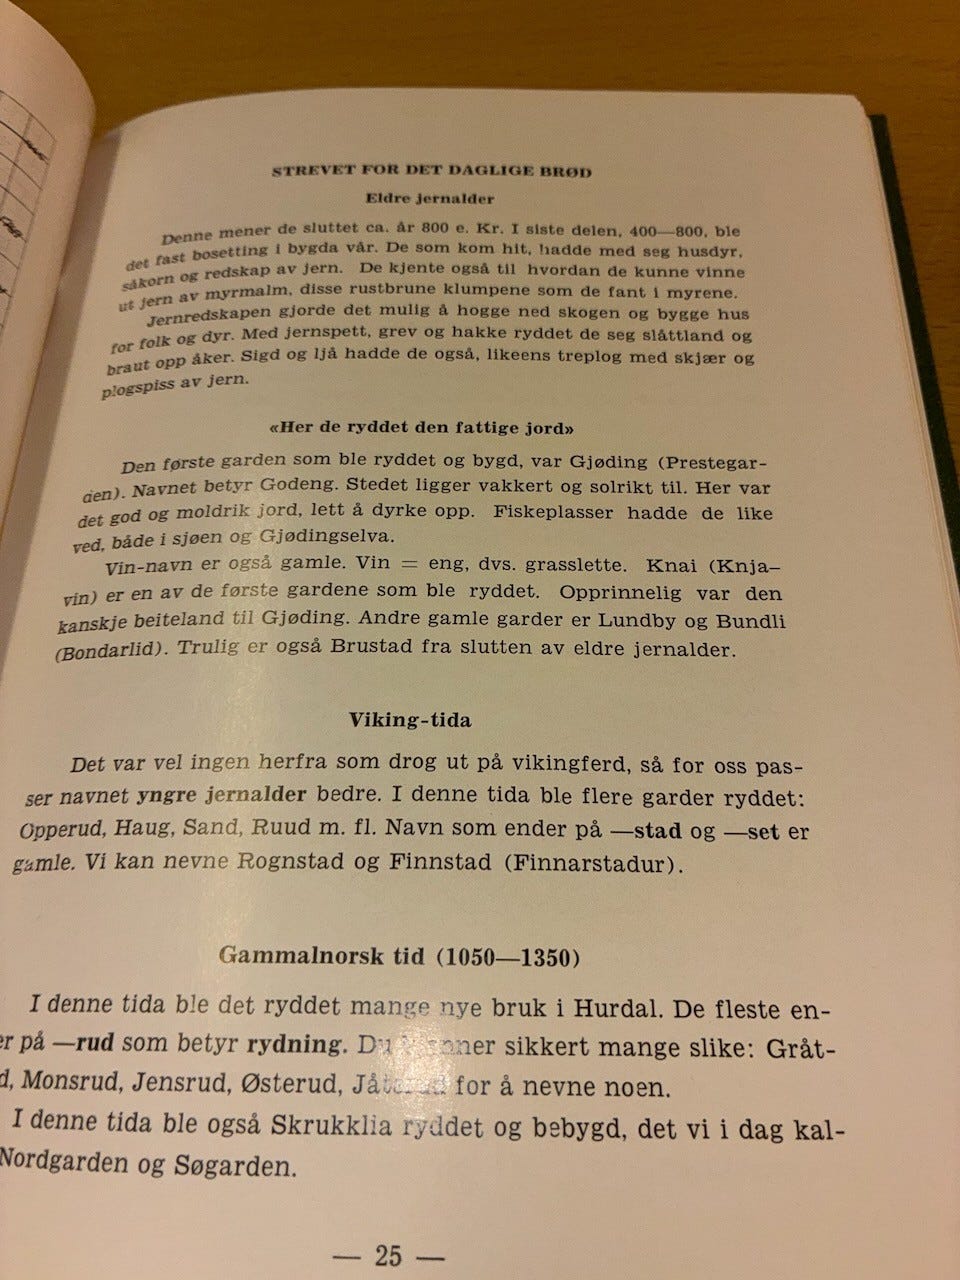 STREVET FOR DET DAGLIGE BRØD
Eldre jernalder
Denne mener de sluttet ca. år 800 e. Kr. I siste delen, 400—800, ble
det fast bosetting i bygda vår. De som kom hit, hadde med seg husdyr,
såkorn og redskap av jern. De kjente også til hvordan de kunne vinne
ut jern av myrmalm, disse rustbrune klumpene som de fant i myrene.
Jernredskapen gjorde det mulig å hogge ned skogen og bygge hus
for folk og dyr. Med jernspett, grev og hakke ryddet de seg slåttland og
braut opp åker. Sigd og ljå hadde de også, likeens treplog med skjær og
plogspiss av jern.
«Her de ryddet den fattige jord»
Den første garden som ble ryddet og bygd, var Gjøding (Prestegar-
den). Navnet betyr Godeng. Stedet ligger vakkert og solrikt til. Her var
det god og moldrik jord, lett å dyrke opp. Fiskeplasser hadde de like
ved, både i sjøen og Gjødingselva.
Vin-navn er også gamle. Vin = eng, dvs. grasslette. Knai (Knja-
vin) er en av de første gardene som ble ryddet. Opprinnelig var den
kanskje beiteland til Gjøding. Andre gamle garder er Lundby og Bundli
(Bondarlid). Trulig er også Brustad fra slutten av eldre jernalder.
Viking-tida
Det var vel ingen herfra som drog ut på vikingferd, så for oss pas-
ser navnet yngre jernalder bedre. I denne tida ble flere garder ryddet:
Opperud, Haug, Sand, Ruud m. fl. Navn som ender på —stad og —set er
gamle. Vi kan nevne Rognstad og Finnstad (Finnarstadur).
Gammalnorsk tid (1050—1350)
I denne tida ble det ryddet mange nye bruk i Hurdal. De fleste en-
er på —rud som betyr rydning. Du kjenner sikkert mange slike: Gråt-
d, Monsrud, Jensrud, Østerud, for å nevne noen.
I denne tida ble også Skrukklia ryddet og bebygd, det vi i dag kal-
Nordgarden og Søgarden.
— 25 —